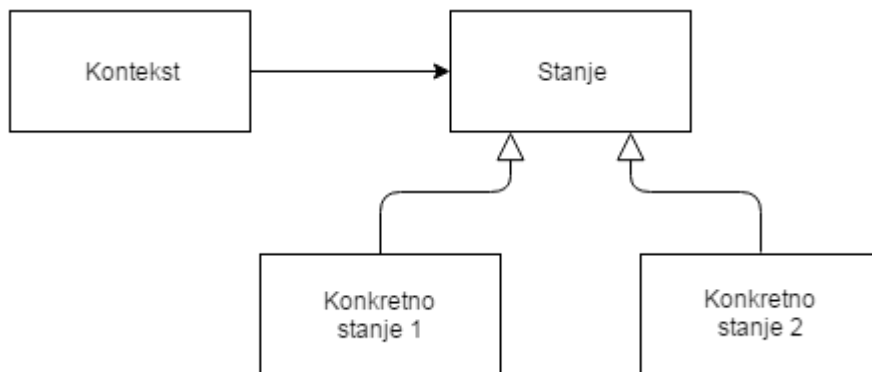 Kontekst
Stanje
Konkretno
stanje 1
Konkretno
stanje 2